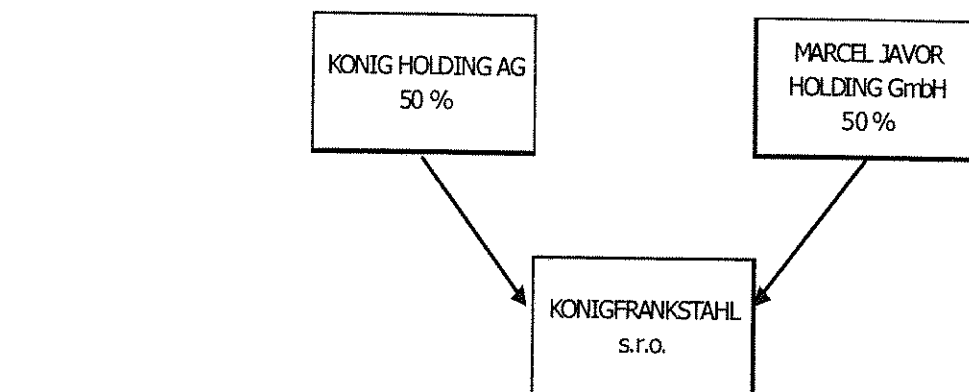 KONIG HOLDING AG
50 %
MARCEL JAVOR
HOLDING GmbH
50 %
KONIGFRANKSTAHL
s.r.o.